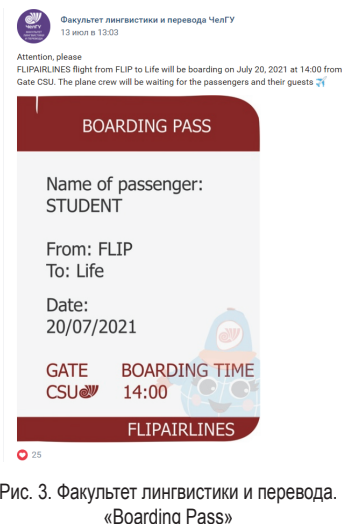 Факультет лингвистики и перевода ЧелГУ
13 июл в 13:03
Attention, please
FLIPAIRLINES flight from FLIP to Life will be boarding on July 20, 2021 at 14:00 from
Gate CSU. The plane crew will be waiting for the passengers and their guests ✈️
BOARDING PASS
Name of passenger:
STUDENT
From: FLIP
To: Life
Date:
20/07/2021
GATE BOARDING TIME
CSU 14:00
FLIPAIRLINES
25
Рис. 3. Факультет лингвистики и перевода.
«Boarding Pass»